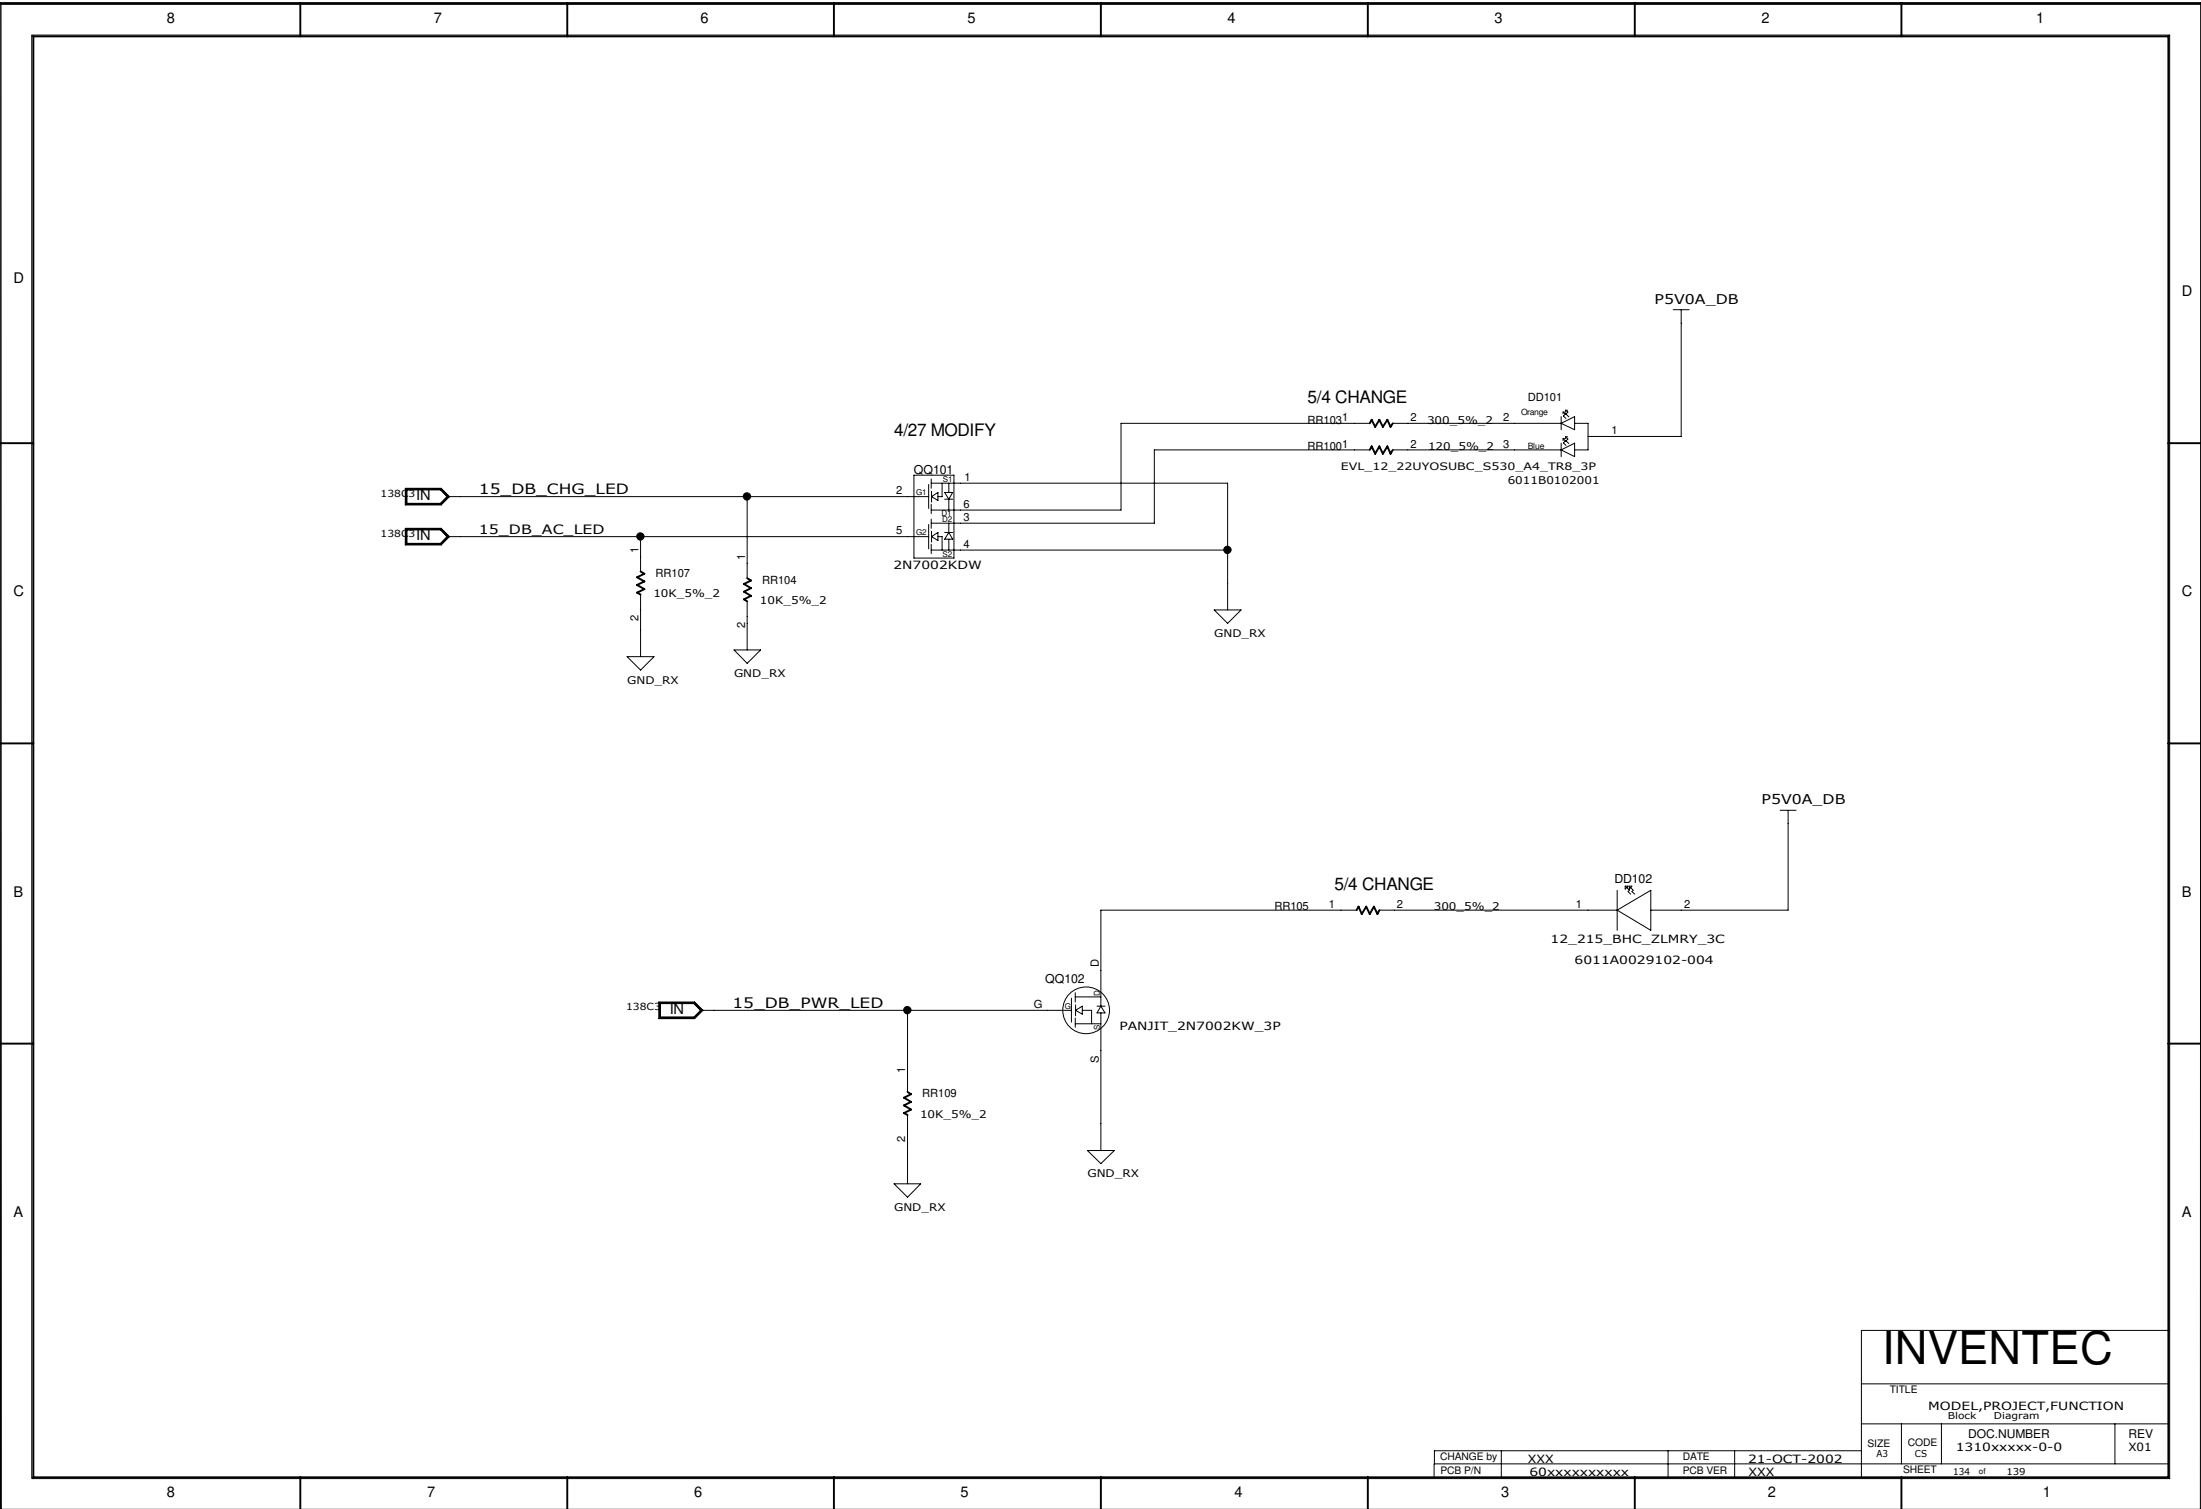 8 7 6 5 4 3 2 1
D D
P5V0A_DB
5/4 CHANGE DD101
RR103 1 2 300_5%_2 2 Orange
4/27 MODIFY
RR100 1 2 120_5%_2 3 Blue 1
EVL_12_22UYOSUBC_S530_A4_TR8_3P
6011B0102001
QQ101
S1 1
138C3 IN 15_DB_CHG_LED 2 G1
D1 6
D2 3
138C3 IN 15_DB_AC_LED 5 G2
S2 4
2N7002KDW
1 RR107
10K_5%_2
2
1 RR104
10K_5%_2
2
C C
GND_RX
GND_RX
GND_RX
P5V0A_DB
5/4 CHANGE DD102
B B
RR105 1 2 300_5%_2 1 2
12_215_BHC_ZLMRY_3C
6011A0029102-004
D
QQ102
138C3 IN 15_DB_PWR_LED G G D S
PANJIT_2N7002KW_3P
S
1 RR109
10K_5%_2
2
GND_RX
GND_RX
A A
INVENTEC
TITLE
MODEL,PROJECT,FUNCTION
Block Diagram
SIZE A3 CODE CS DOC.NUMBER 1310xxxxx-0-0 REV X01
CHANGE by XXX DATE 21-OCT-2002
PCB P/N 60xxxxxxxxxx PCB VER XXX
SHEET 134 of 139
8 7 6 5 4 3 2 1